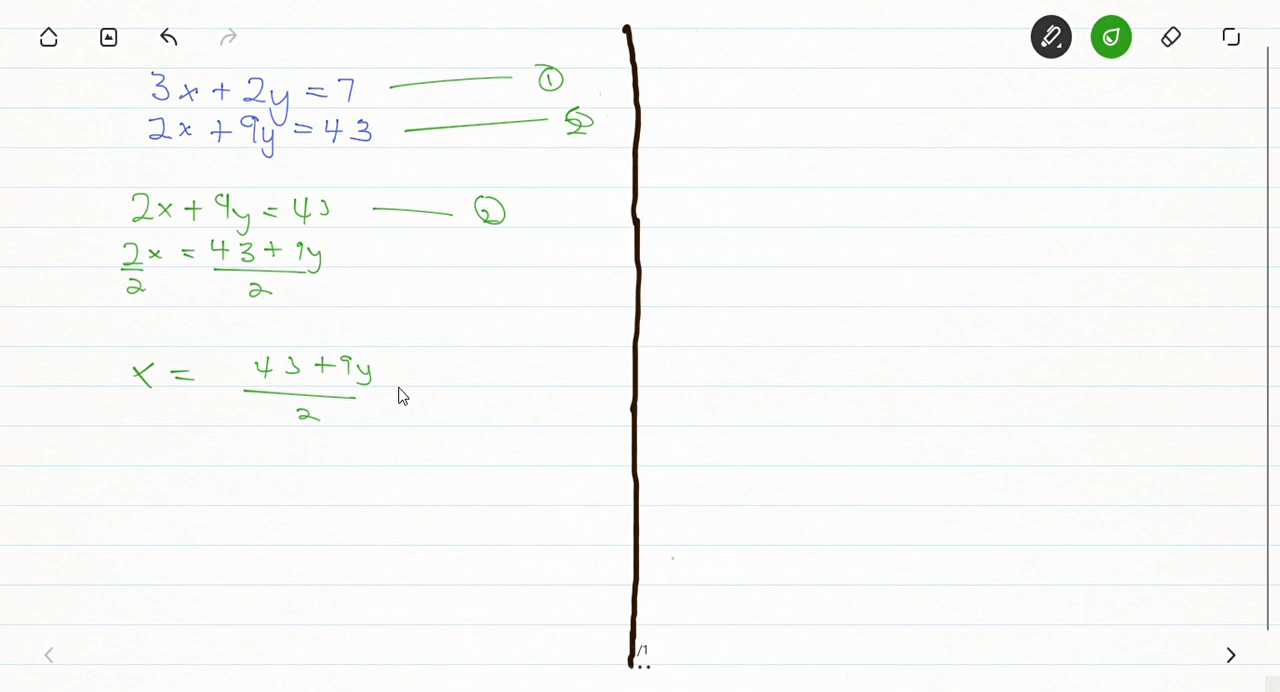 3x + 2y = 7 ——— ①
2x + 9y = 43 ——— ②
2x + 9y = 43 ——— ②
2x = 43 + 9y
2 2
x = 43 + 9y
2
/1